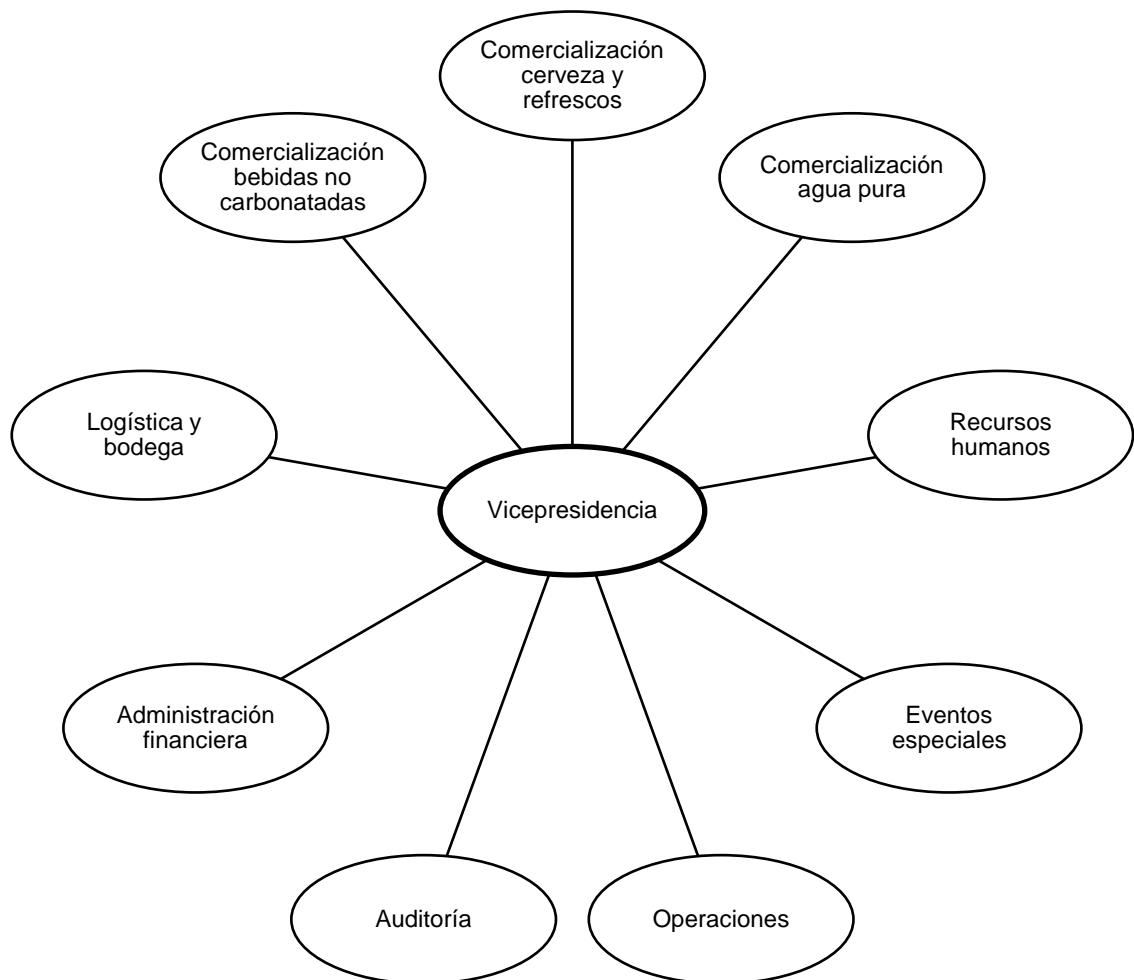 Comercialización
cerveza y
refrescos
Comercialización
bebidas no
carbonatadas
Comercialización
agua pura
Logística y
bodega
Recursos
humanos
Vicepresidencia
Administración
financiera
Eventos
especiales
Auditoría
Operaciones